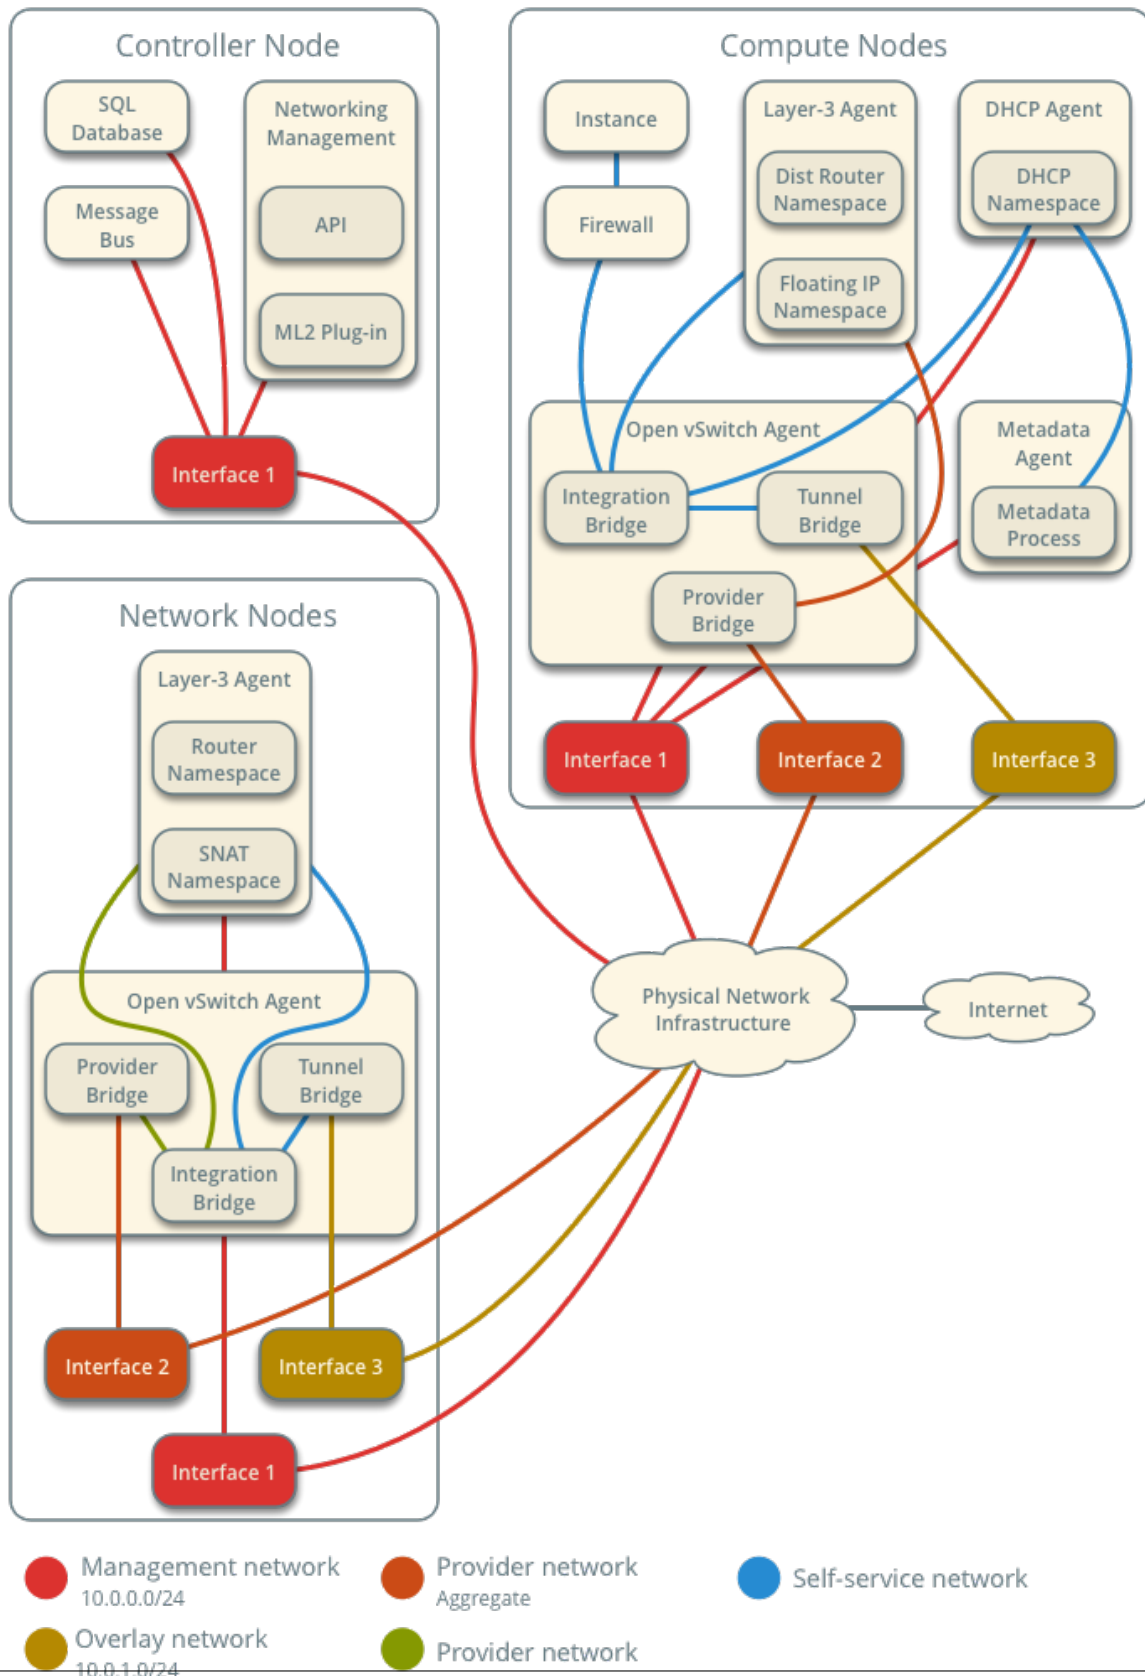 Controller Node
SQL
Database
Message
Bus
Networking
Management
API
ML2 Plug-in
Interface 1
Compute Nodes
Instance
Firewall
Layer-3 Agent
Dist Router
Namespace
Floating IP
Namespace
DHCP Agent
DHCP
Namespace
Open vSwitch Agent
Integration
Bridge
Tunnel
Bridge
Provider
Bridge
Metadata
Agent
Metadata
Process
Interface 1
Interface 2
Interface 3
Network Nodes
Layer-3 Agent
Router
Namespace
SNAT
Namespace
Open vSwitch Agent
Provider
Bridge
Tunnel
Bridge
Integration
Bridge
Interface 2
Interface 3
Interface 1
Physical Network
Infrastructure
Internet
Management network
10.0.0.0/24
Provider network
Aggregate
Self-service network
Overlay network
10.0.1.0/24
Provider network